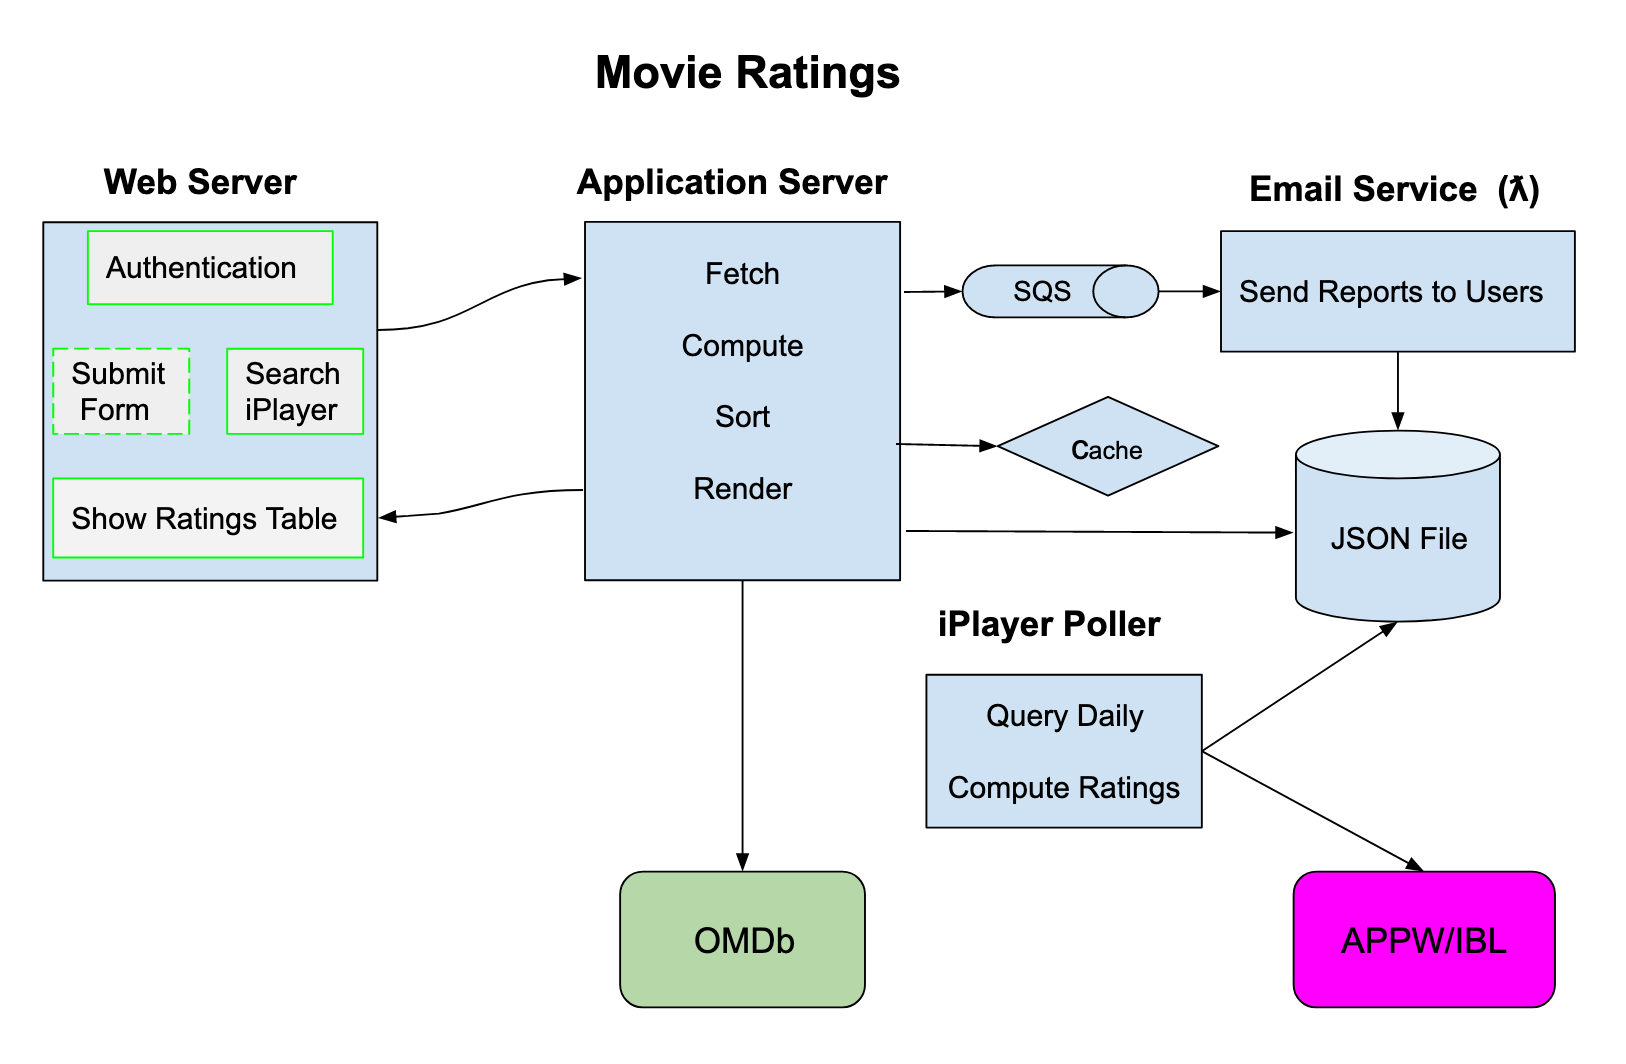 Movie Ratings
Web Server
Application Server
Email Service  (ƛ)
Authentication
Submit
Form
Search
iPlayer
Show Ratings Table
Fetch
Compute
Sort
Render
SQS
Send Reports to Users
Cache
JSON File
iPlayer Poller
Query Daily
Compute Ratings
OMDb
APPW/IBL